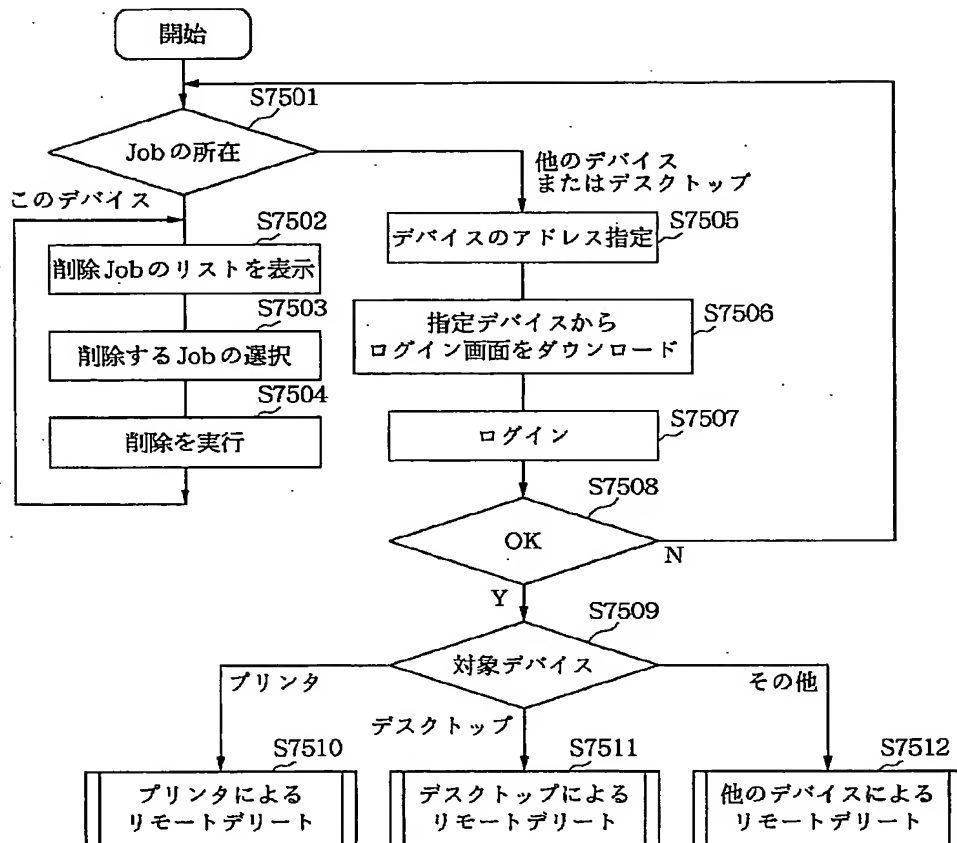 開始
S7501
Jobの所在
他のデバイス
またはデスクトップ
このデバイス
S7502
削除Jobのリストを表示
S7503
削除するJobの選択
S7504
削除を実行
S7505
デバイスのアドレス指定
S7506
指定デバイスから
ログイン画面をダウンロード
S7507
ログイン
S7508
OK
N
Y
S7509
対象デバイス
プリンタ
デスクトップ
その他
S7510
プリンタによる
リモートデリート
S7511
デスクトップによる
リモートデリート
S7512
他のデバイスによる
リモートデリート